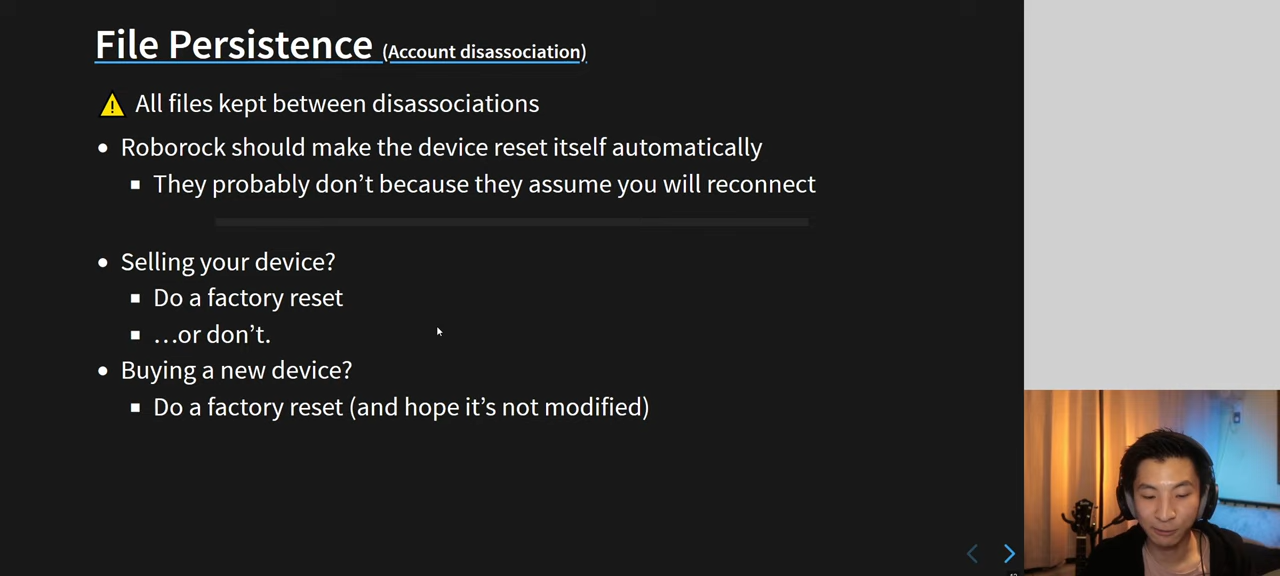 File Persistence (Account disassociation)
All files kept between disassociations
Roborock should make the device reset itself automatically
They probably don't because they assume you will reconnect
Selling your device?
Do a factory reset
…or don't.
Buying a new device?
Do a factory reset (and hope it's not modified)